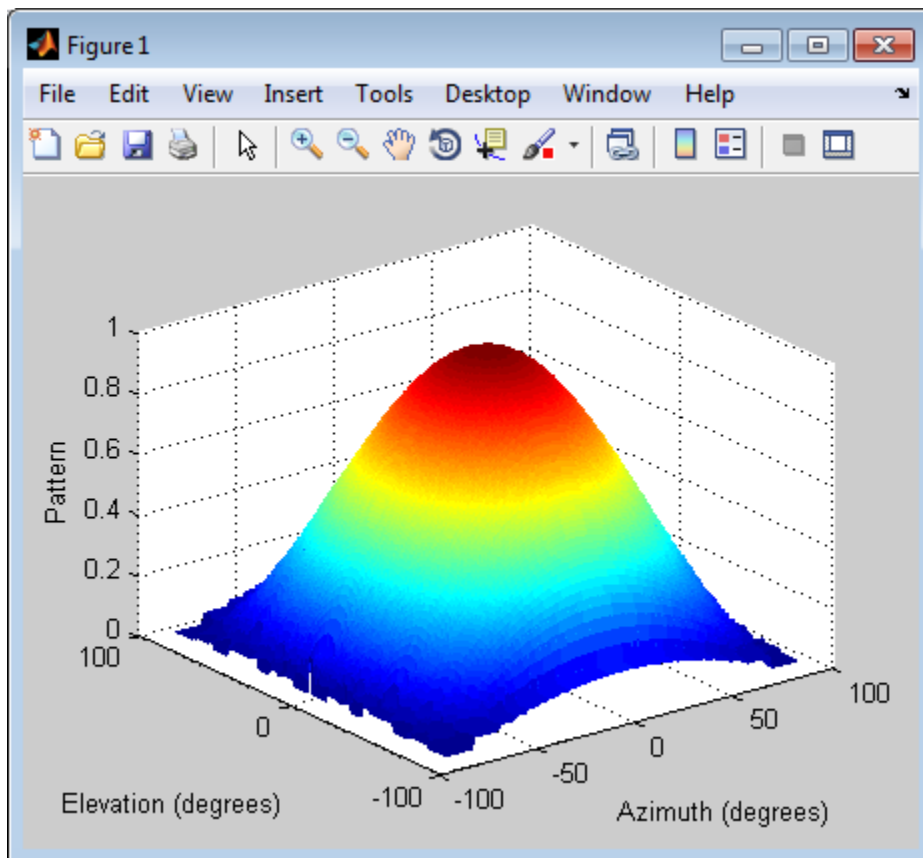 Figure 1
File Edit View Insert Tools Desktop Window Help
1
0.8
0.6
0.4
0.2
0
Pattern
100
0
-100
Elevation (degrees)
-100
-50
0
50
100
Azimuth (degrees)